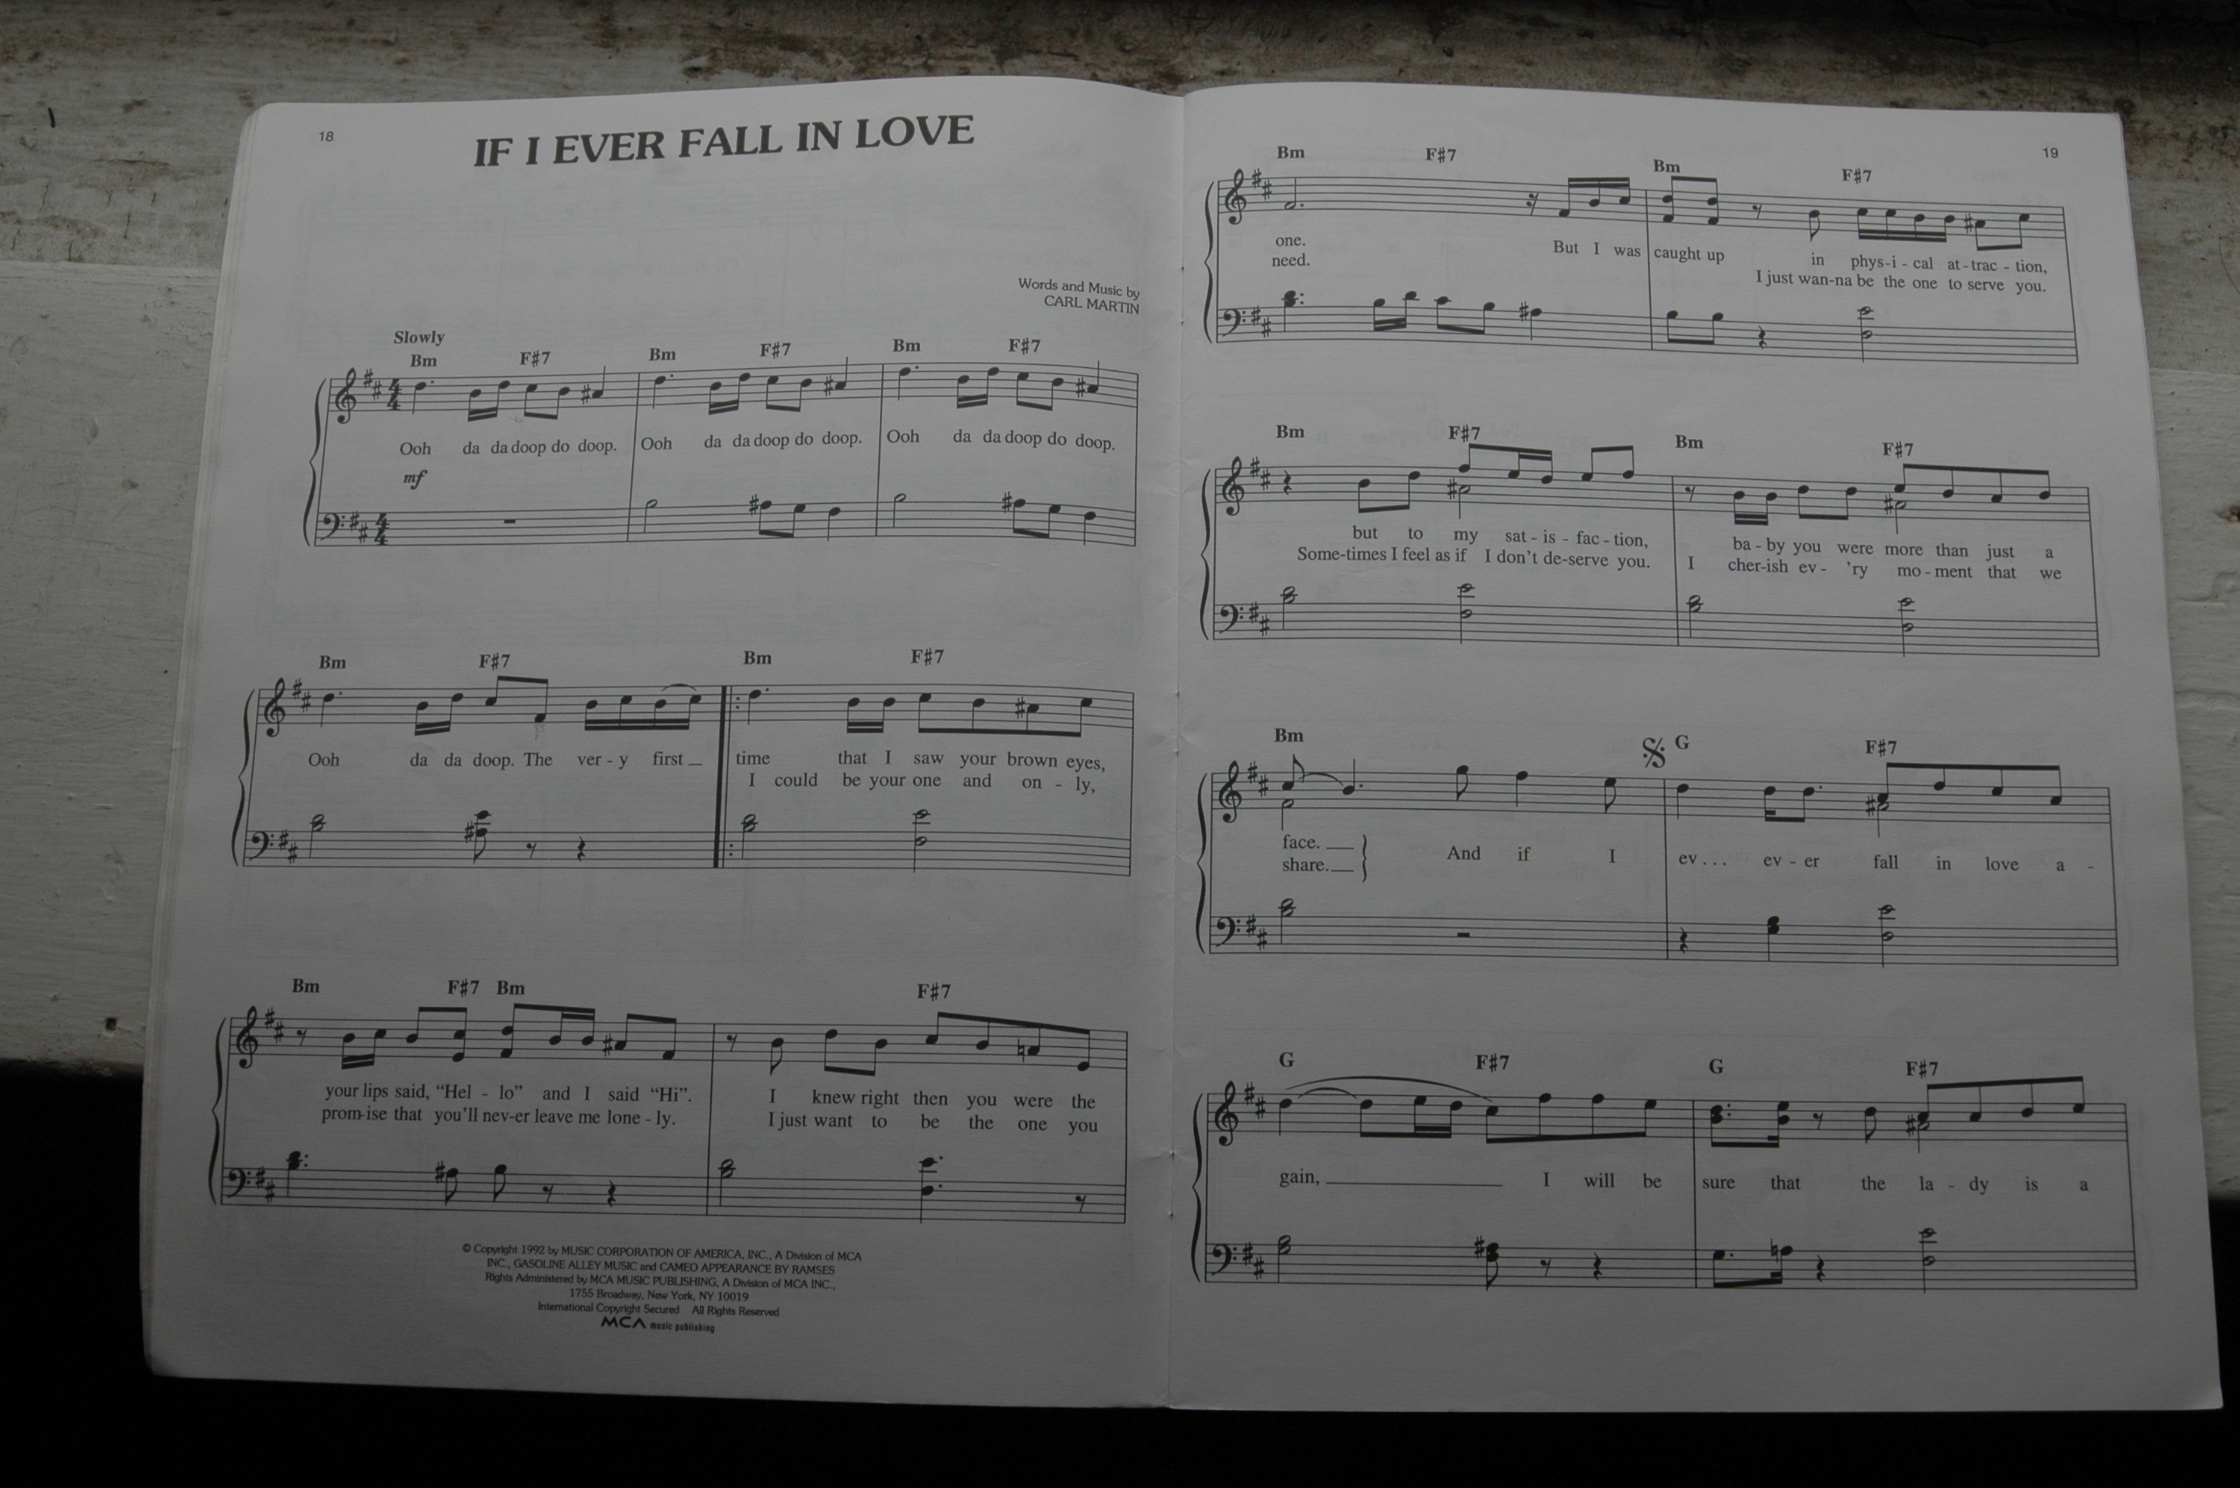 18
IF I EVER FALL IN LOVE
Words and Music by
CARL MARTIN
Slowly
Bm F#7 Bm F#7 Bm F#7
Ooh da da doop do doop. Ooh da da doop do doop. Ooh da da doop do doop.
mf
Bm F#7 Bm F#7
Ooh da da doop. The ver - y first time that I saw your brown eyes,
I could be your one and on - ly,
Bm F#7 Bm F#7
your lips said, “Hel - lo” and I said “Hi”. I knew right then you were the
prom-ise that you'll nev-er leave me lone - ly. I just want to be the one you
© Copyright 1992 by MUSIC CORPORATION OF AMERICA, INC., A Division of MCA
INC., GASOLINE ALLEY MUSIC and CAMEO APPEARANCE BY RAMSES
Rights Administered by MCA MUSIC PUBLISHING, A Division of MCA INC.,
1755 Broadway, New York, NY 10019
International Copyright Secured All Rights Reserved
MCA music publishing
19
Bm F#7 Bm F#7
one. But I was caught up in phys-i-cal at-trac-tion,
need. I just wan-na be the one to serve you.
Bm F#7 Bm F#7
but to my sat-is-fac-tion, ba-by you were more than just a
Some-times I feel as if I don't de-serve you. I cher-ish ev-'ry mo-ment that we
Bm G F#7
face. And if I ev... ev-er fall in love a-
share.
G F#7 G F#7
gain, I will be sure that the la-dy is a